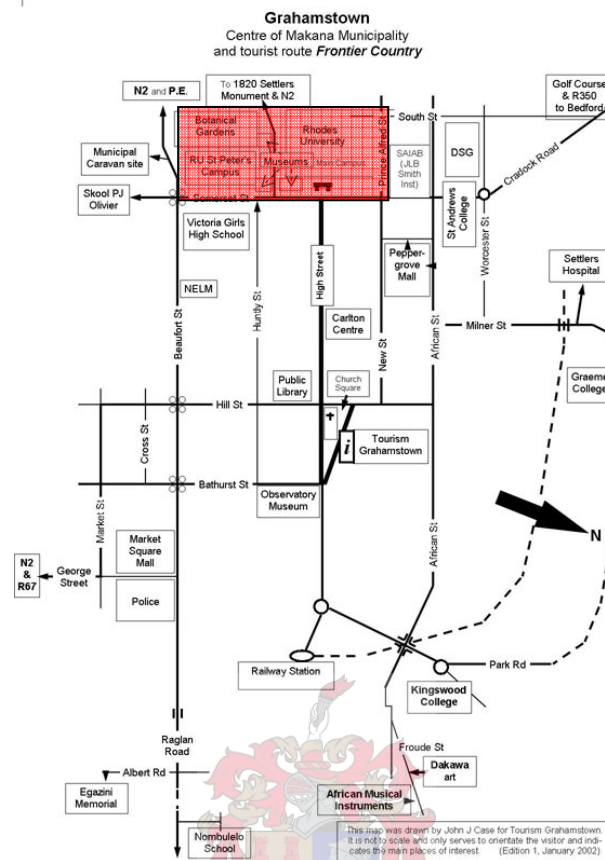 Grahamstown
Centre of Makana Municipality
and tourist route Frontier Country
N2 and P.E.
To 1820 Settlers
Monument & N2
Golf Course
& R350
to Bedford
Botanical
Gardens
Rhodes
University
Prince Alfred St
South St
Municipal
Caravan site
RU St Peter's
Campus
Museums
Main Campus
SAIAB
(JLB
Smith
Inst)
DSG
Cradock Road
Skool PJ
Olivier
Somerset St
Victoria Girls
High School
St Andrews
College
Worcester St
Pepper-
grove
Mall
Settlers
Hospital
NELM
Huntly St
High Street
Beaufort St
Carlton
Centre
New St
African St
Milner St
Public
Library
Church
Square
Graeme
College
Hill St
Cross St
Tourism
Grahamstown
i
Bathurst St
Observatory
Museum
Market St
African St
N
Market
Square
Mall
N2
&
R67
George
Street
Police
Railway Station
Park Rd
Kingswood
College
Raglan
Road
Froude St
Albert Rd
Dakawa
art
Egazini
Memorial
African Musical
Instruments
Nombulelo
School
This map was drawn by John J Case for Tourism Grahamstown.
It is not to scale and only serves to orientate the visitor and indi-
cates the main places of interest. (Edition 1, January 2002)